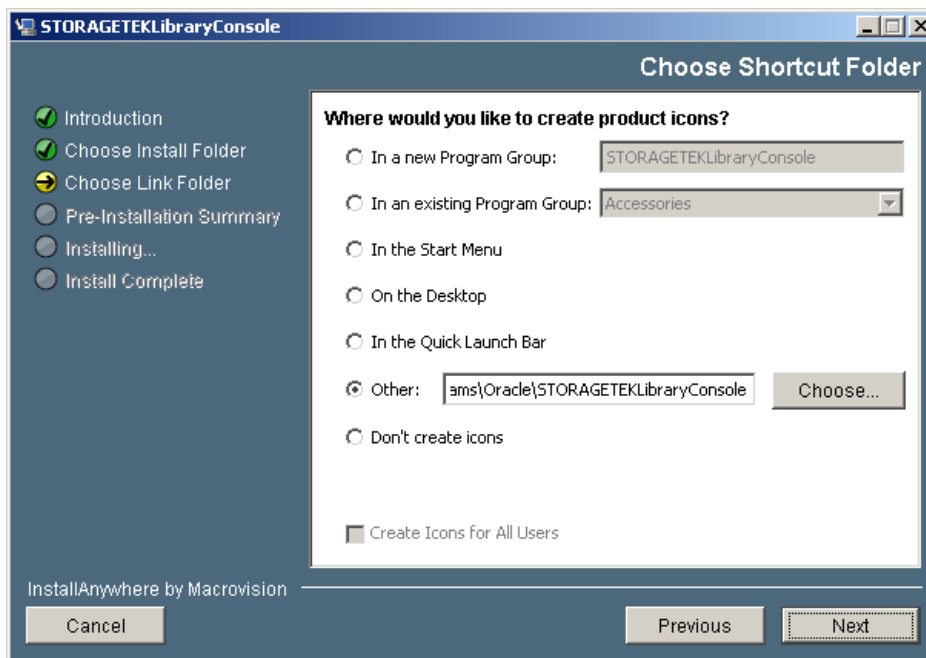 STORAGETEKLibraryConsole
Choose Shortcut Folder
Introduction
Choose Install Folder
Choose Link Folder
Pre-Installation Summary
Installing...
Install Complete
Where would you like to create product icons?
In a new Program Group: STORAGETEKLibraryConsole
In an existing Program Group: Accessories
In the Start Menu
On the Desktop
In the Quick Launch Bar
Other: ams\Oracle\STORAGETEKLibraryConsole Choose...
Don't create icons
Create Icons for All Users
InstallAnywhere by Macrovision
Cancel Previous Next